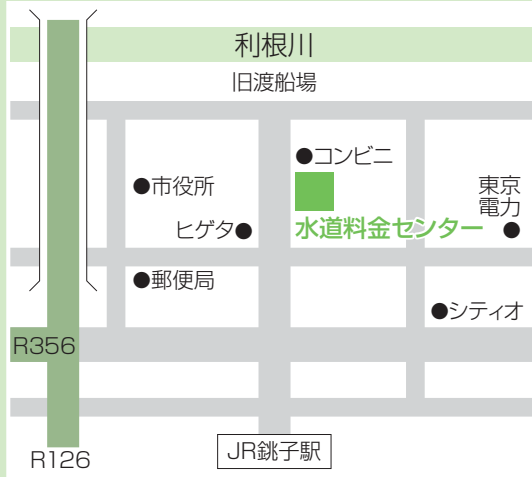 利根川
旧渡船場
●コンビニ
●市役所
東京
電力
●
ヒゲタ●
水道料金センター
●郵便局
●シティオ
R356
JR銚子駅
R126